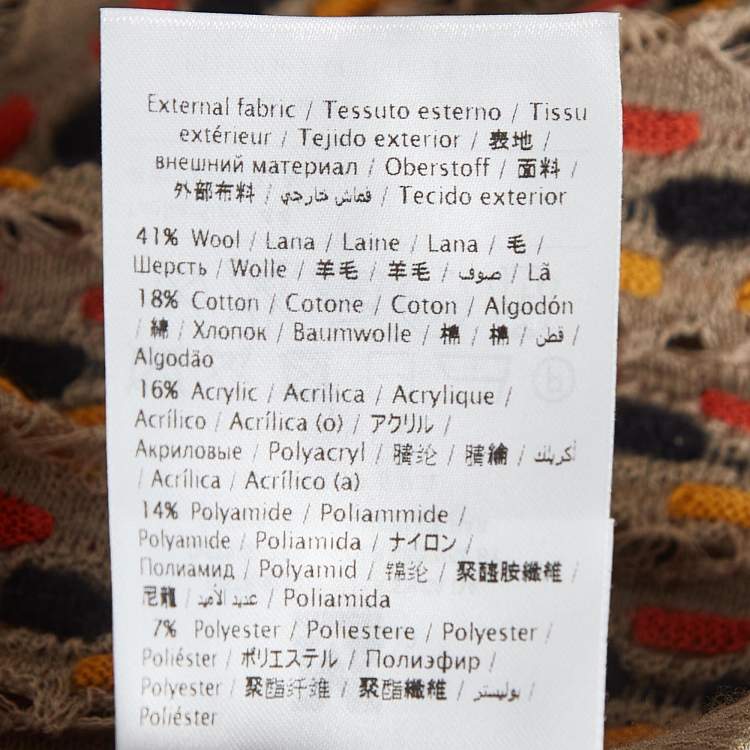 External fabric / Tessuto esterno / Tissu
extérieur / Tejido exterior / 表地 /
внешний материал / Oberstoff / 面料 /
外部布料 / قماش خارجي / Tecido exterior
41% Wool / Lana / Laine / Lana / 毛 /
Шерсть / Wolle / 羊毛 / 羊毛 / صوف / Lã
18% Cotton / Cotone / Coton / Algodón
/ 綿 / Хлопок / Baumwolle / 棉 / 棉 / قطن /
Algodão
16% Acrylic / Acrilica / Acrylique /
Acrílico / Acrílica (o) / アクリル /
Акриловые / Polyacryl / 腈纶 / 腈綸 / أكريلك
/ Acrílica / Acrílico (a)
14% Polyamide / Poliammide /
Polyamide / Poliamida / ナイロン /
Полиамид / Polyamid / 锦纶 / 聚醯胺纖維 /
尼龍 / عديد الأميد / Poliamida
7% Polyester / Poliestere / Polyester /
Poliéster / ポリエステル / Полиэфир /
Polyester / 聚酯纤维 / 聚酯纖維 / بوليستر /
Poliéster